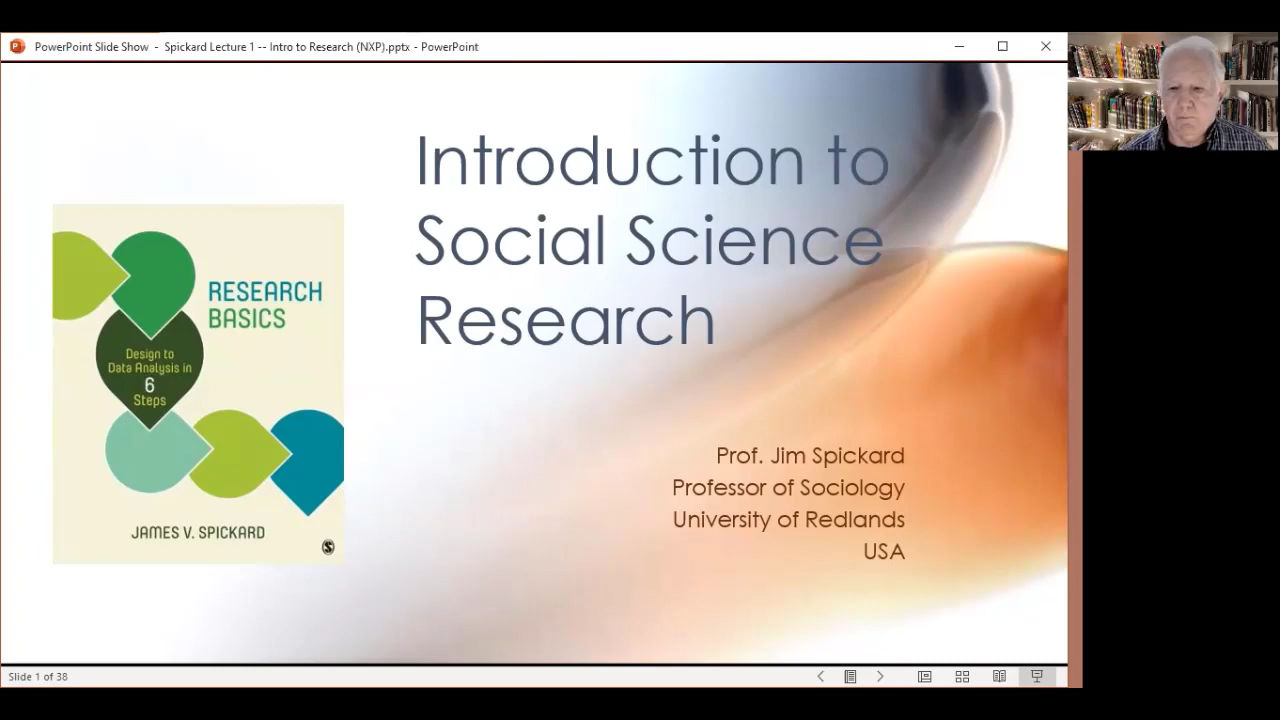 PowerPoint Slide Show - Spickard Lecture 1 -- Intro to Research (NXP).pptx - PowerPoint
Introduction to
Social Science
Research
RESEARCH
BASICS
Design to
Data Analysis in
6
Steps
JAMES V. SPICKARD
Prof. Jim Spickard
Professor of Sociology
University of Redlands
USA
Slide 1 of 38